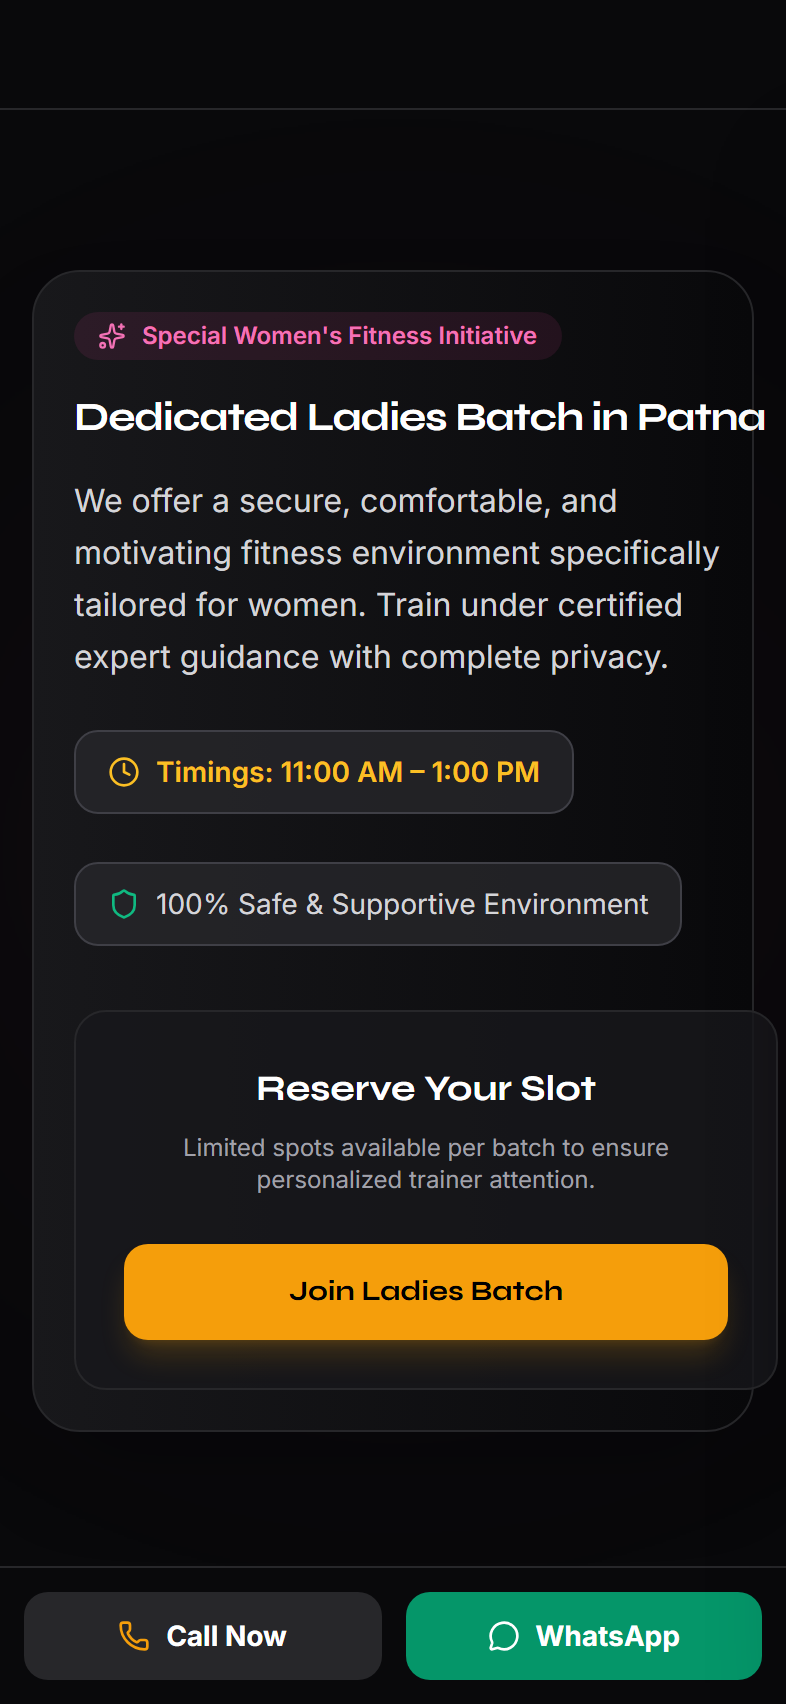 Special Women's Fitness Initiative
Dedicated Ladies Batch in Patna
We offer a secure, comfortable, and
motivating fitness environment specifically
tailored for women. Train under certified
expert guidance with complete privacy.
Timings: 11:00 AM – 1:00 PM
100% Safe & Supportive Environment
Reserve Your Slot
Limited spots available per batch to ensure
personalized trainer attention.
Join Ladies Batch
Call Now
WhatsApp